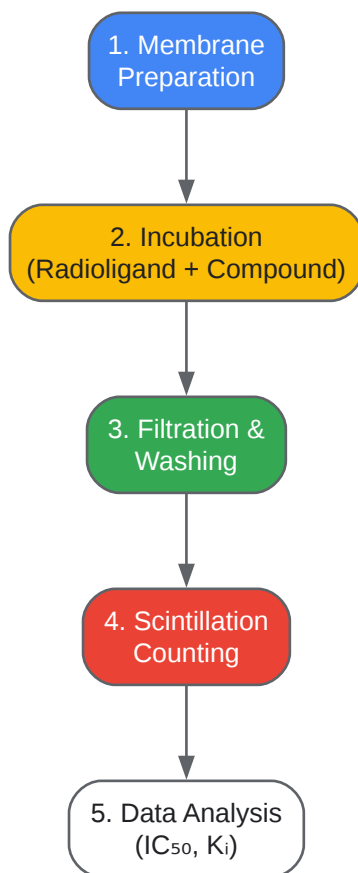 1. Membrane
Preparation
2. Incubation
(Radioligand + Compound)
3. Filtration &
Washing
4. Scintillation
Counting
5. Data Analysis
(IC₅₀, Kᵢ)